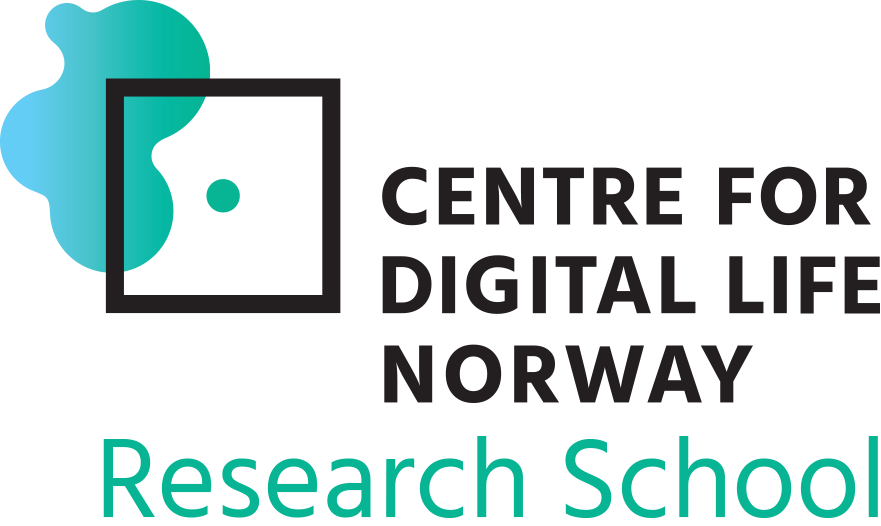 CENTRE FOR
DIGITAL LIFE
NORWAY
Research School